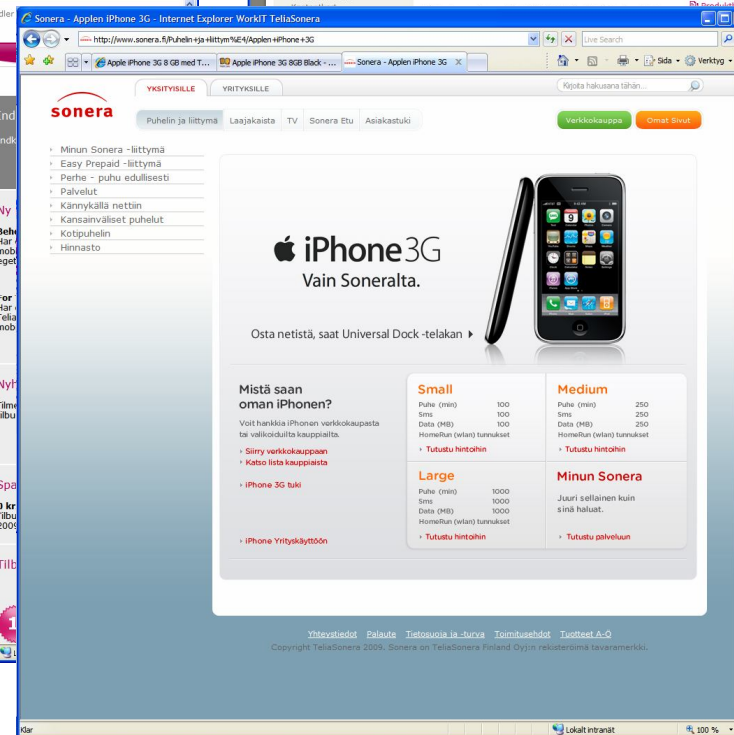 Sonera - Applen iPhone 3G - Internet Explorer WorkIT TeliaSonera
http://www.sonera.fi/Puhelin+ja+liittym%E4/Applen+iPhone+3G
Live Search
Apple iPhone 3G 8 GB med T...
Apple iPhone 3G 8GB Black - ...
Sonera - Applen iPhone 3G
Sida
Verktyg
YKSITYISILLE
YRITYKSILLE
Kirjoita hakusana tähän...
sonera
Puhelin ja liittymä
Laajakaista
TV
Sonera Etu
Asiakastuki
Verkkokauppa
Omat Sivut
Minun Sonera -liittymä
Easy Prepaid -liittymä
Perhe - puhu edullisesti
Palvelut
Kännykällä nettiin
Kansainväliset puhelut
Kotipuhelin
Hinnasto
iPhone 3G
Vain Soneralta.
Osta netistä, saat Universal Dock -telakan
Mistä saan
oman iPhonen?
Voit hankkia iPhonen verkkokaupasta
tai valikoiduilta kauppiailta.
Siirry verkkokauppaan
Katso lista kauppiaista
iPhone 3G tuki
iPhone Yrityskäyttöön
Small
Puhe (min) 100
Sms 100
Data (MB) 100
HomeRun (wlan) tunnukset
Tutustu hintoihin
Medium
Puhe (min) 250
Sms 250
Data (MB) 250
HomeRun (wlan) tunnukset
Tutustu hintoihin
Large
Puhe (min) 1000
Sms 1000
Data (MB) 1000
HomeRun (wlan) tunnukset
Tutustu hintoihin
Minun Sonera
Juuri sellainen kuin
sinä haluat.
Tutustu palveluun
Yhteystiedot Palaute Tietosuoja ja -turva Toimitusehdot Tuotteet A-Ö
Copyright TeliaSonera 2009. Sonera on TeliaSonera Finland Oyj:n rekisteröimä tavaramerkki.
Klar
Lokalt intranät
100 %